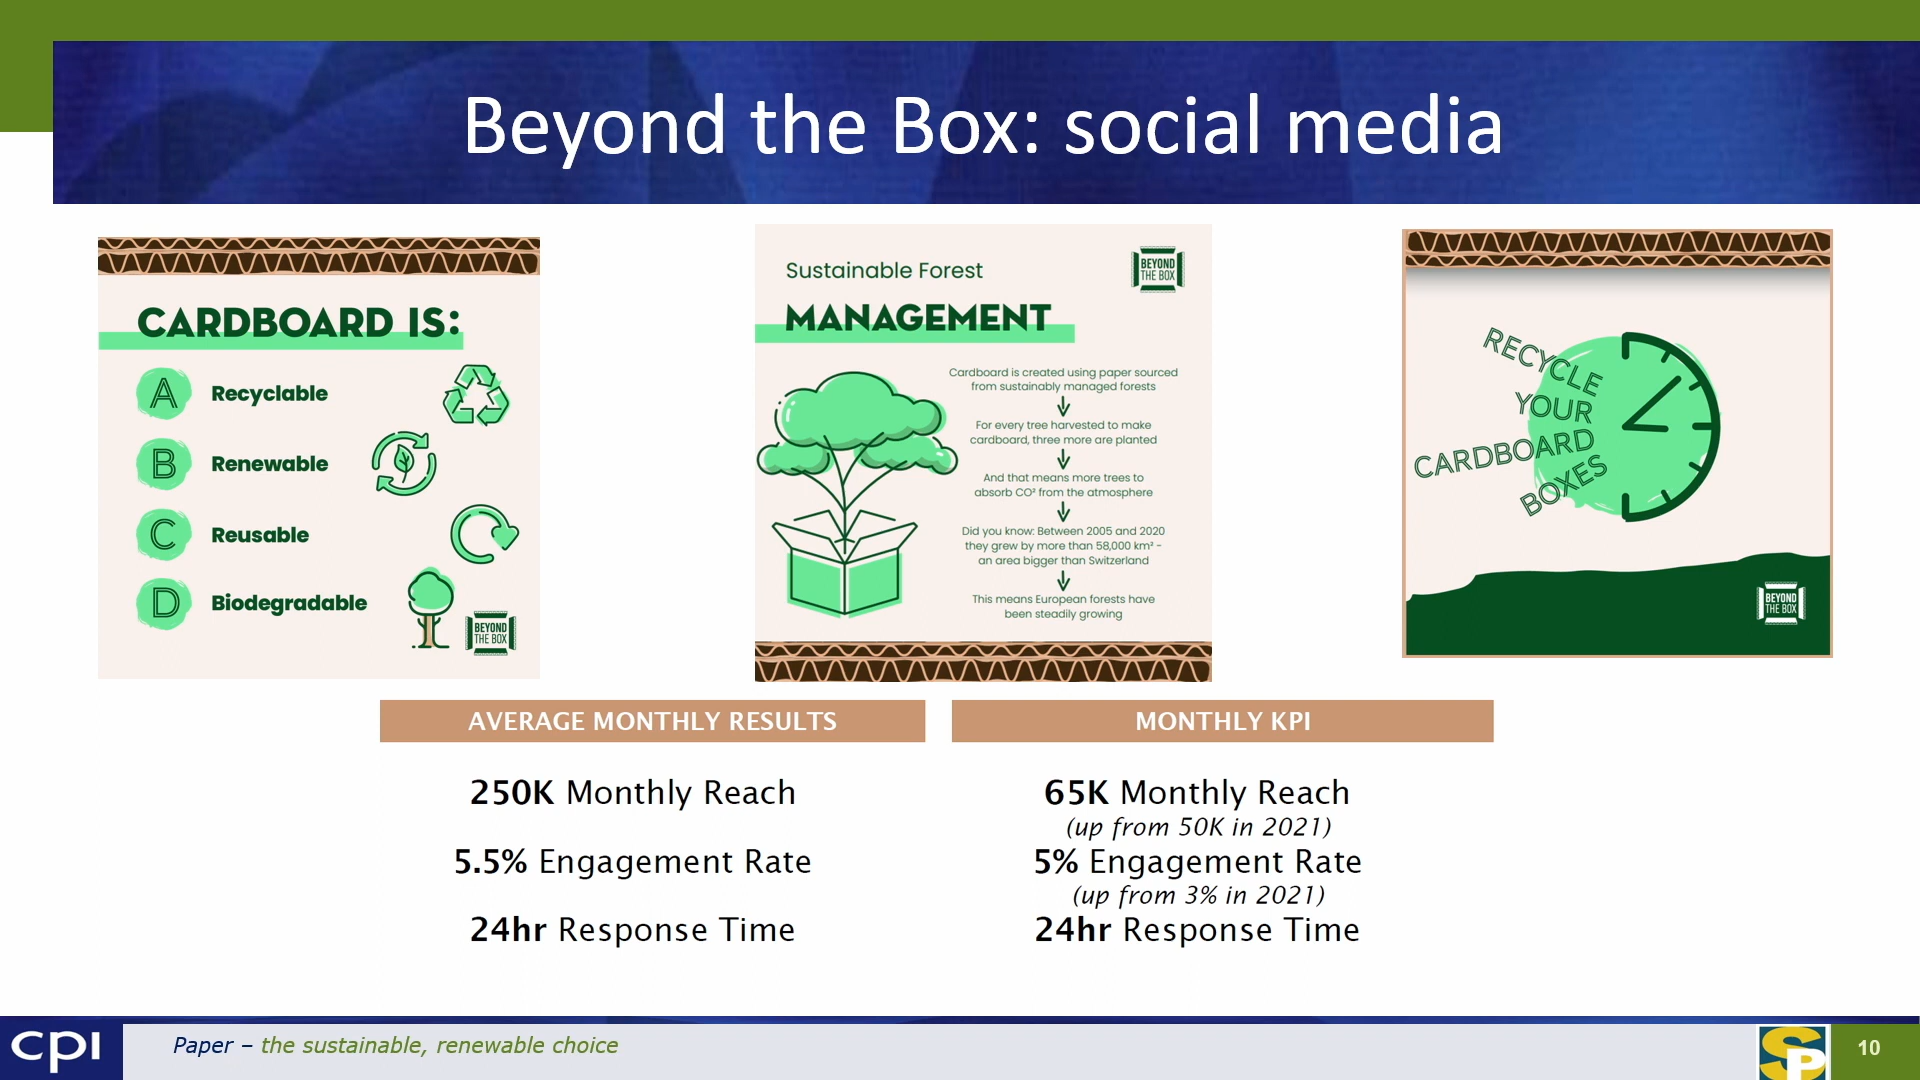 Beyond the Box: social media
CARDBOARD IS:
A Recyclable
B Renewable
C Reusable
D Biodegradable
BEYOND
THE BOX
Sustainable Forest
MANAGEMENT
BEYOND
THE BOX
Cardboard is created using paper sourced
from sustainably managed forests
For every tree harvested to make
cardboard, three more are planted
And that means more trees to
absorb CO² from the atmosphere
Did you know: Between 2005 and 2020
they grew by more than 58,000 km² -
an area bigger than Switzerland
This means European forests have
been steadily growing
RECYCLE
YOUR
CARDBOARD
BOXES
BEYOND
THE BOX
AVERAGE MONTHLY RESULTS
250K Monthly Reach
5.5% Engagement Rate
24hr Response Time
MONTHLY KPI
65K Monthly Reach
(up from 50K in 2021)
5% Engagement Rate
(up from 3% in 2021)
24hr Response Time
cpi
Paper – the sustainable, renewable choice
SP
10